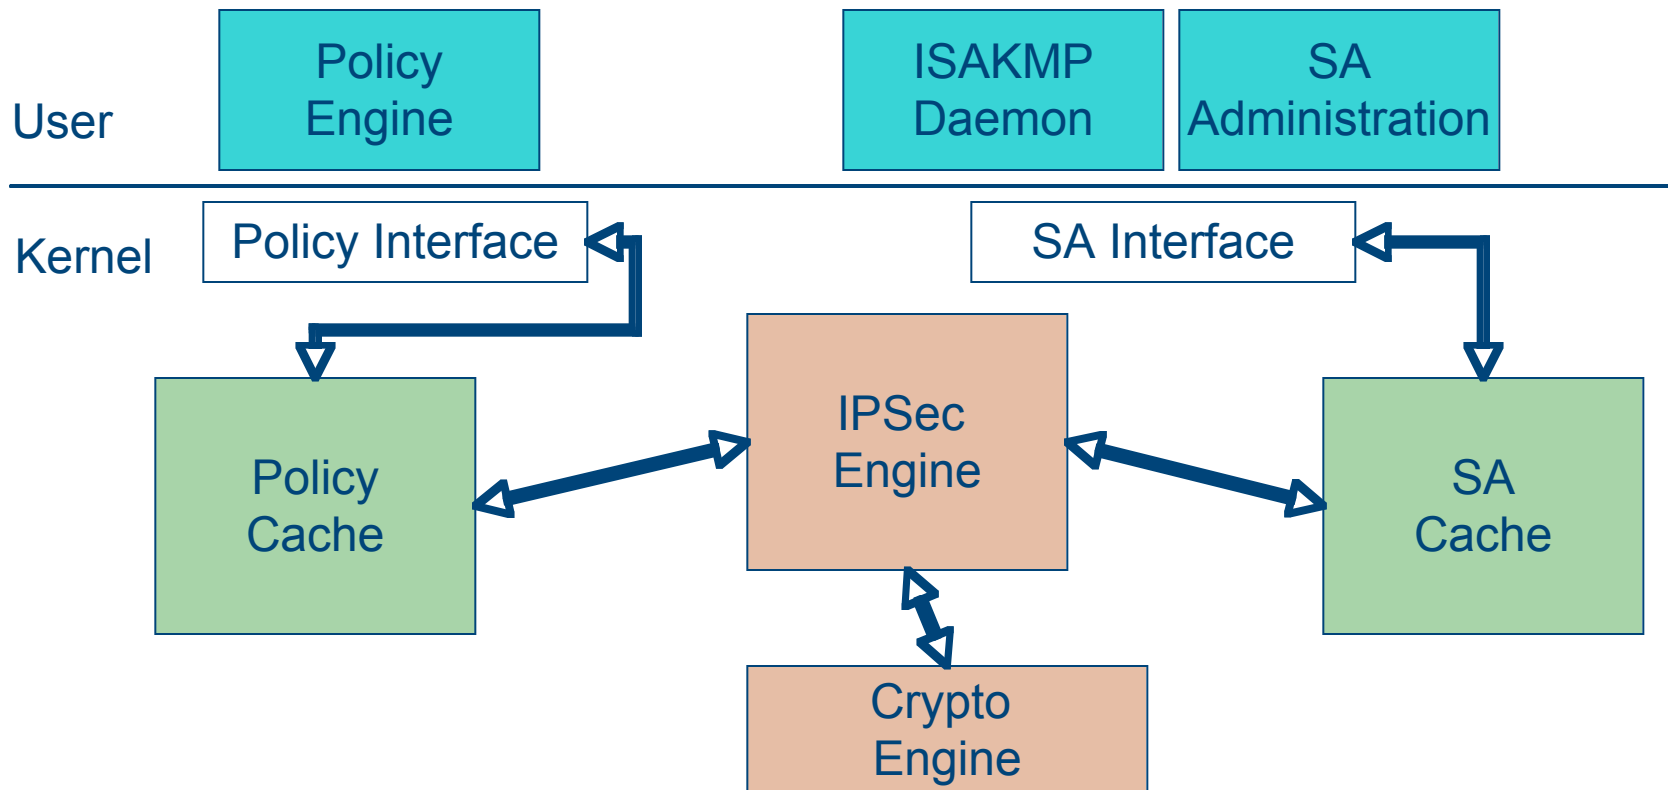 Policy
Engine
ISAKMP
Daemon
SA
Administration
User
Policy Interface
SA Interface
Kernel
IPSec
Engine
Policy
Cache
SA
Cache
Crypto
Engine